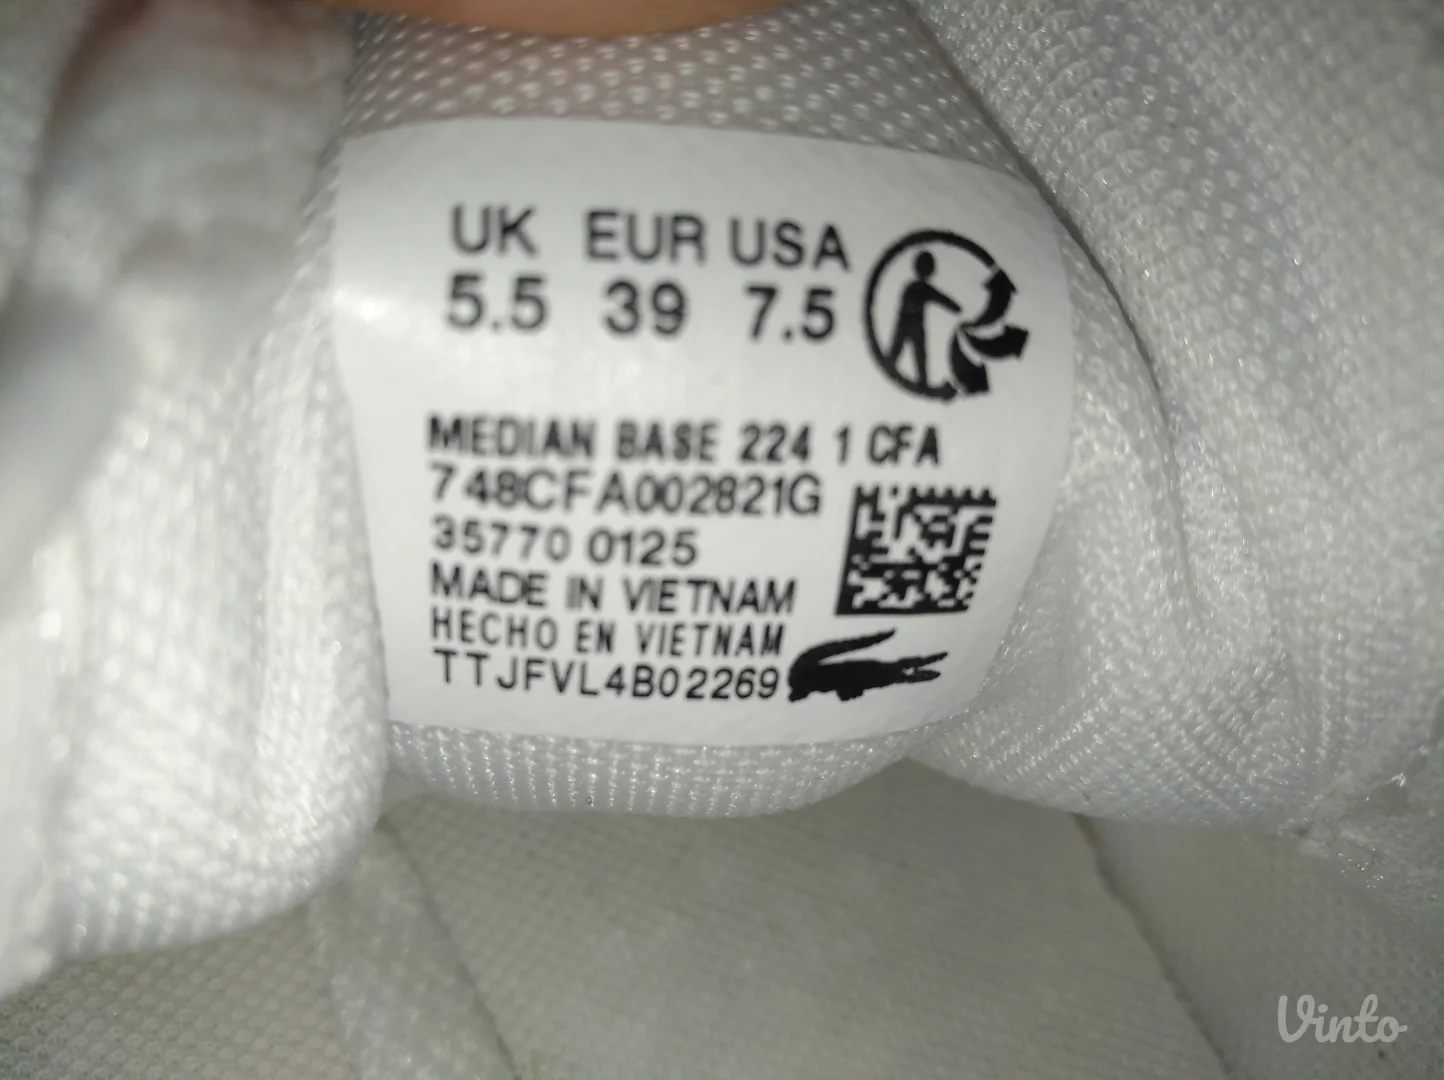 UK EUR USA
5.5 39 7.5
MEDIAN BASE 224 1 CFA
748CFA002821G
35770 0125
MADE IN VIETNAM
HECHO EN VIETNAM
TTJFVL4B02269
Vinto